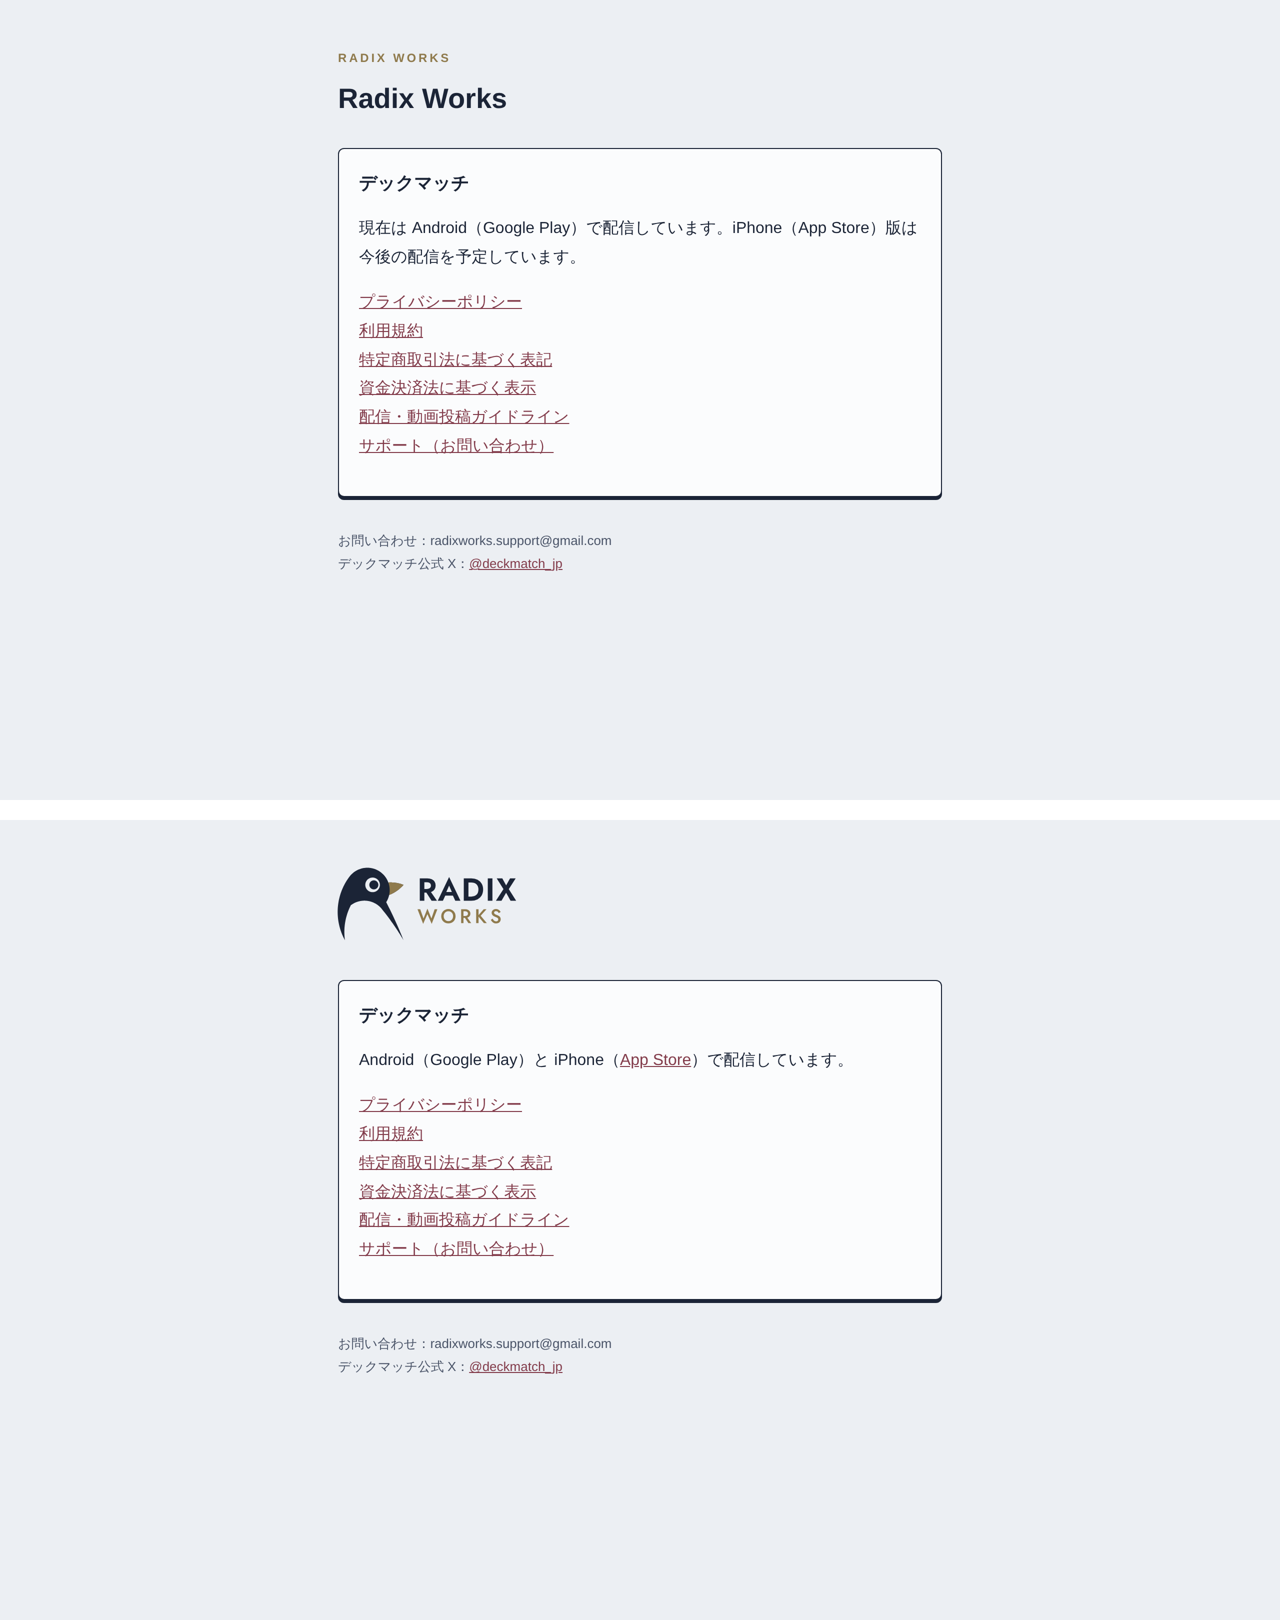 RADIX WORKS
Radix Works
デックマッチ
現在は Android（Google Play）で配信しています。iPhone（App Store）版は
今後の配信を予定しています。
プライバシーポリシー
利用規約
特定商取引法に基づく表記
資金決済法に基づく表示
配信・動画投稿ガイドライン
サポート（お問い合わせ）
お問い合わせ：radixworks.support@gmail.com
デックマッチ公式 X：@deckmatch_jp
RADIX
WORKS
デックマッチ
Android（Google Play）と iPhone（App Store）で配信しています。
プライバシーポリシー
利用規約
特定商取引法に基づく表記
資金決済法に基づく表示
配信・動画投稿ガイドライン
サポート（お問い合わせ）
お問い合わせ：radixworks.support@gmail.com
デックマッチ公式 X：@deckmatch_jp